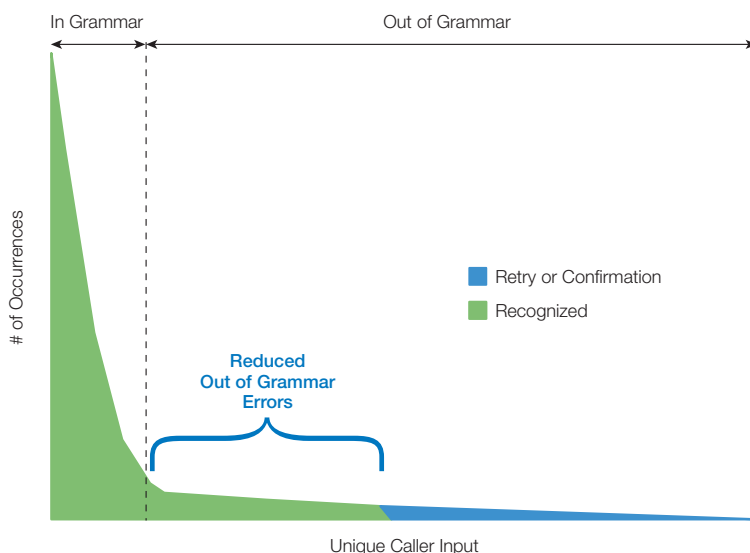 In Grammar
Out of Grammar
# of Occurrences
Retry or Confirmation
Recognized
Reduced
Out of Grammar
Errors
Unique Caller Input